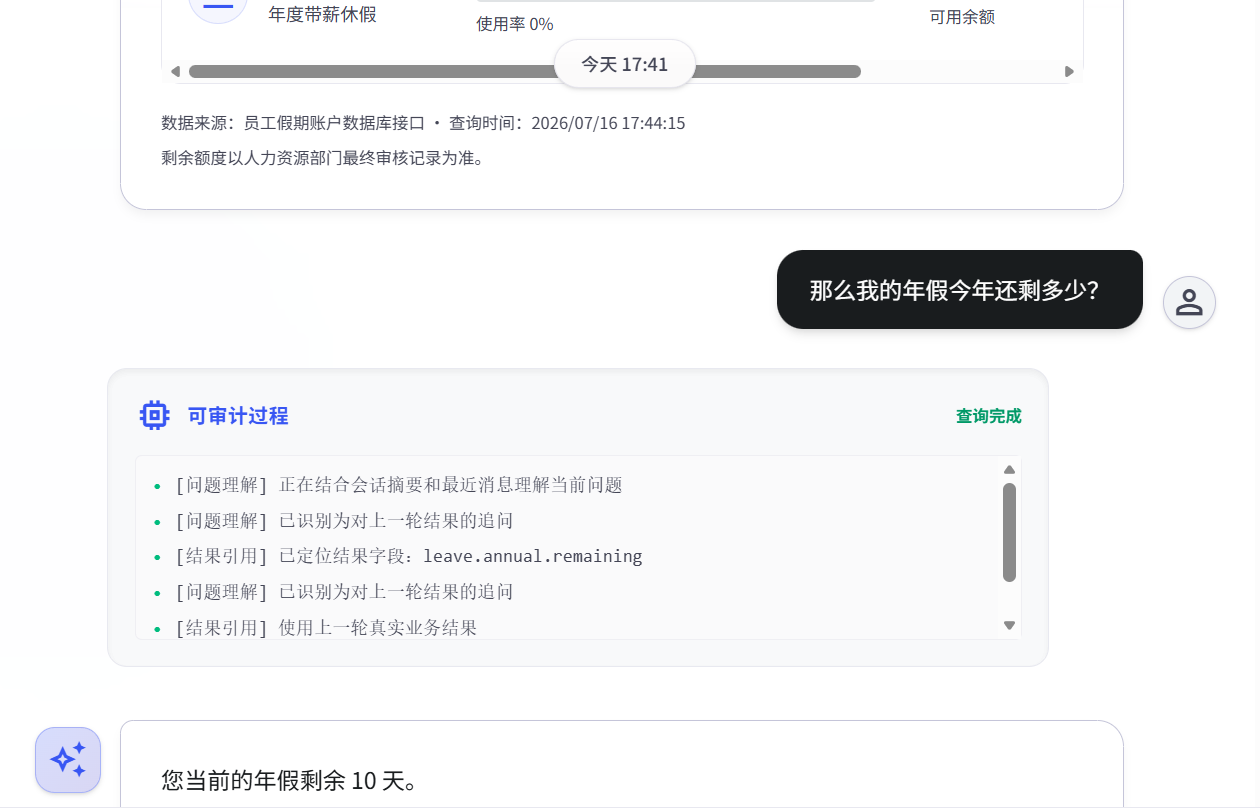 年度带薪休假
使用率 0%
可用余额
今天 17:41
数据来源：员工假期账户数据库接口 · 查询时间：2026/07/16 17:44:15
剩余额度以人力资源部门最终审核记录为准。
那么我的年假今年还剩多少？
可审计过程
查询完成
• [问题理解] 正在结合会话摘要和最近消息理解当前问题
• [问题理解] 已识别为对上一轮结果的追问
• [结果引用] 已定位结果字段：leave.annual.remaining
• [问题理解] 已识别为对上一轮结果的追问
• [结果引用] 使用上一轮真实业务结果
您当前的年假剩余 10 天。